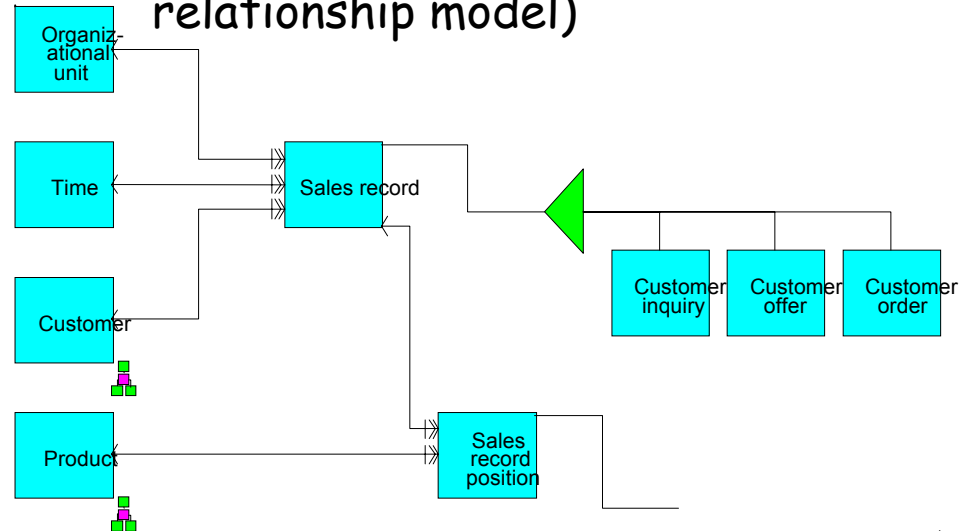 relationship model)
Organiz-
ational
unit
Time
Sales record
Customer
inquiry
Customer
offer
Customer
order
Customer
Product
Sales
record
position